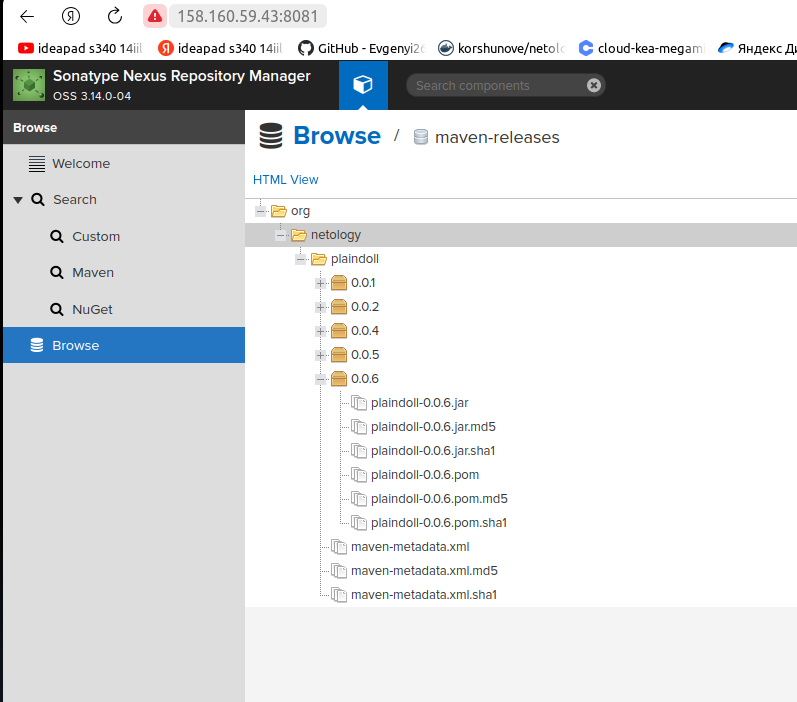 158.160.59.43:8081
ideapad s340 14iil
ideapad s340 14iil
GitHub - Evgenyi26
korshunove/netolo
cloud-kea-megam
Яндекс Ди
Sonatype Nexus Repository Manager
OSS 3.14.0-04
Search components
Browse
Welcome
Search
Custom
Maven
NuGet
Browse
Browse / maven-releases
HTML View
org
netology
plaindoll
0.0.1
0.0.2
0.0.4
0.0.5
0.0.6
plaindoll-0.0.6.jar
plaindoll-0.0.6.jar.md5
plaindoll-0.0.6.jar.sha1
plaindoll-0.0.6.pom
plaindoll-0.0.6.pom.md5
plaindoll-0.0.6.pom.sha1
maven-metadata.xml
maven-metadata.xml.md5
maven-metadata.xml.sha1